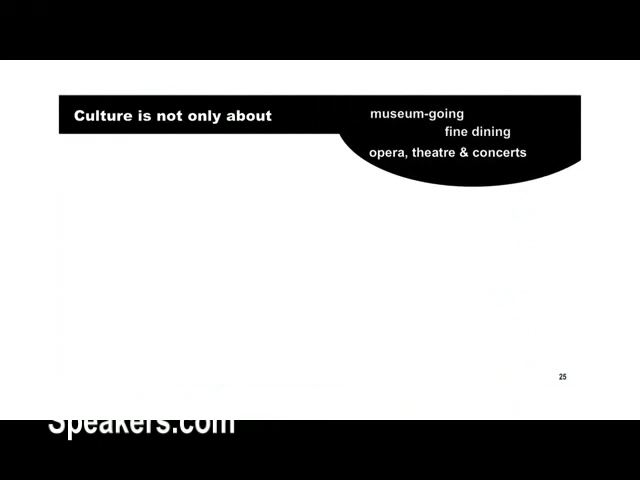 Culture is not only about
museum-going
fine dining
opera, theatre & concerts
25
Speakers.com